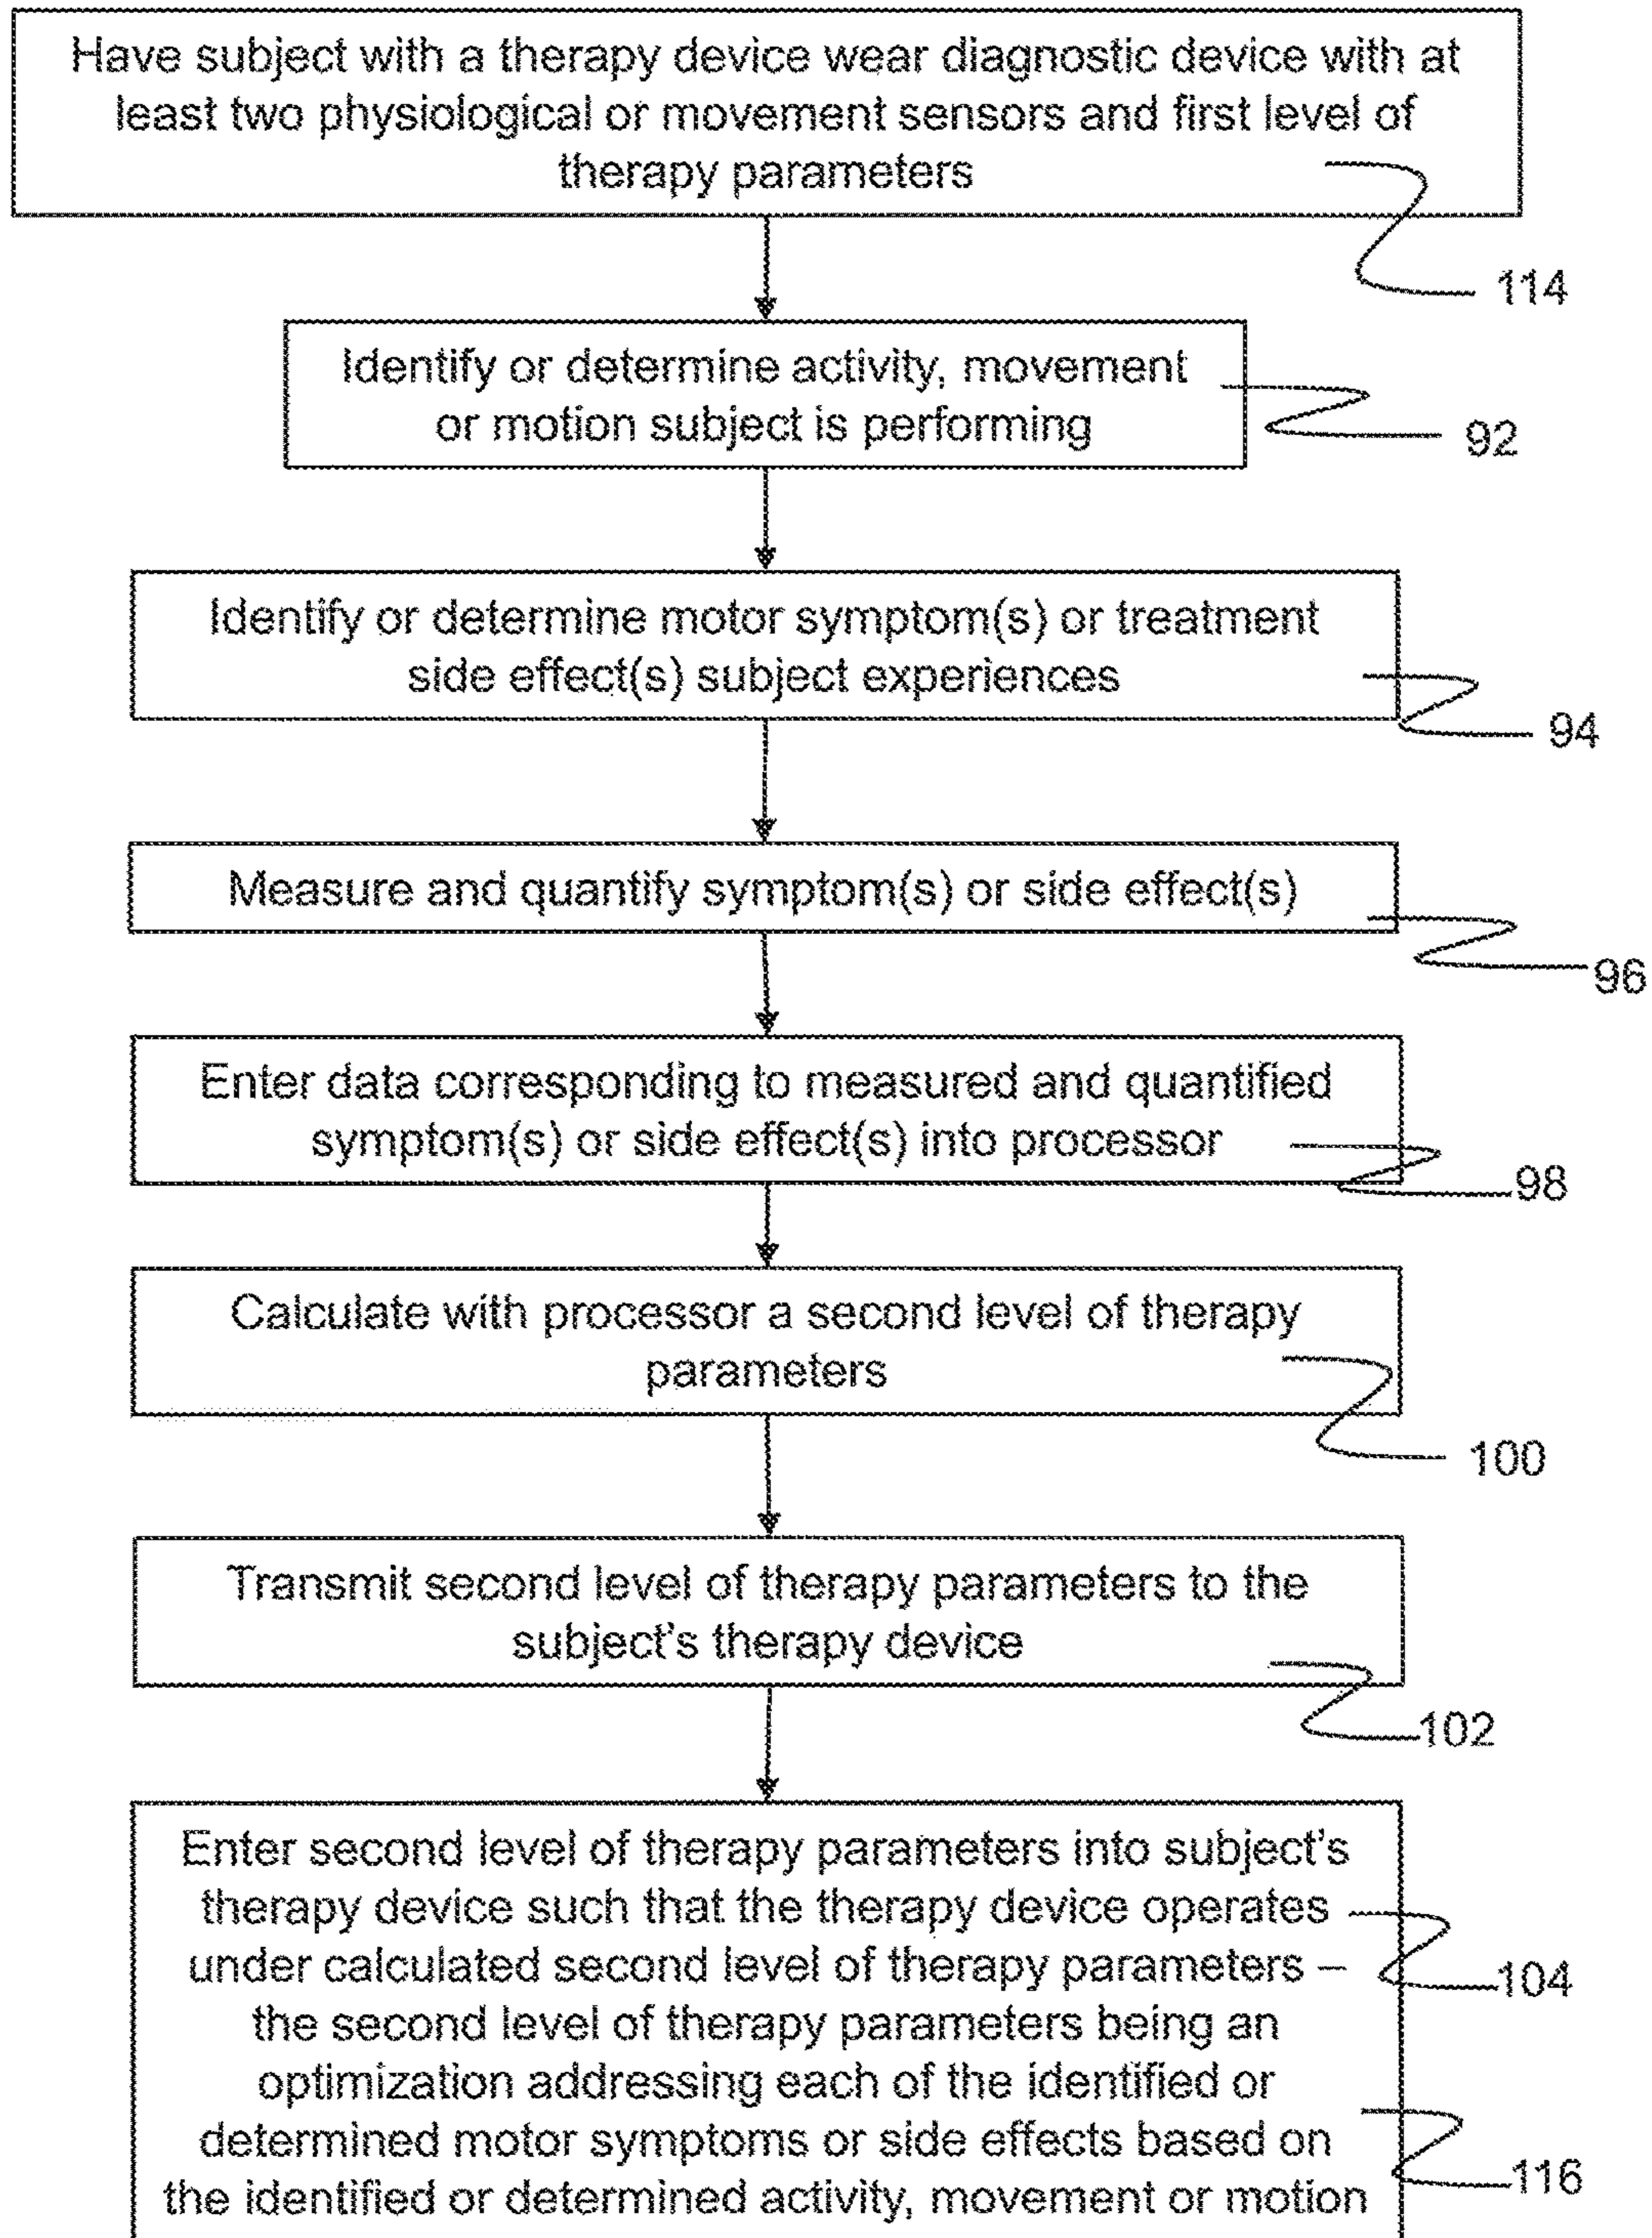 Have subject with a therapy device wear diagnostic device with at
least two physiological or movement sensors and first level of
therapy parameters
114
Identify or determine activity, movement
or motion subject is performing
92
Identify or determine motor symptom(s) or treatment
side effect(s) subject experiences
94
Measure and quantify symptom(s) or side effect(s)
96
Enter data corresponding to measured and quantified
symptom(s) or side effect(s) into processor
98
Calculate with processor a second level of therapy
parameters
100
Transmit second level of therapy parameters to the
subject's therapy device
102
Enter second level of therapy parameters into subject's
therapy device such that the therapy device operates
under calculated second level of therapy parameters –
104
the second level of therapy parameters being an
optimization addressing each of the identified or
determined motor symptoms or side effects based on
the identified or determined activity, movement or motion
116